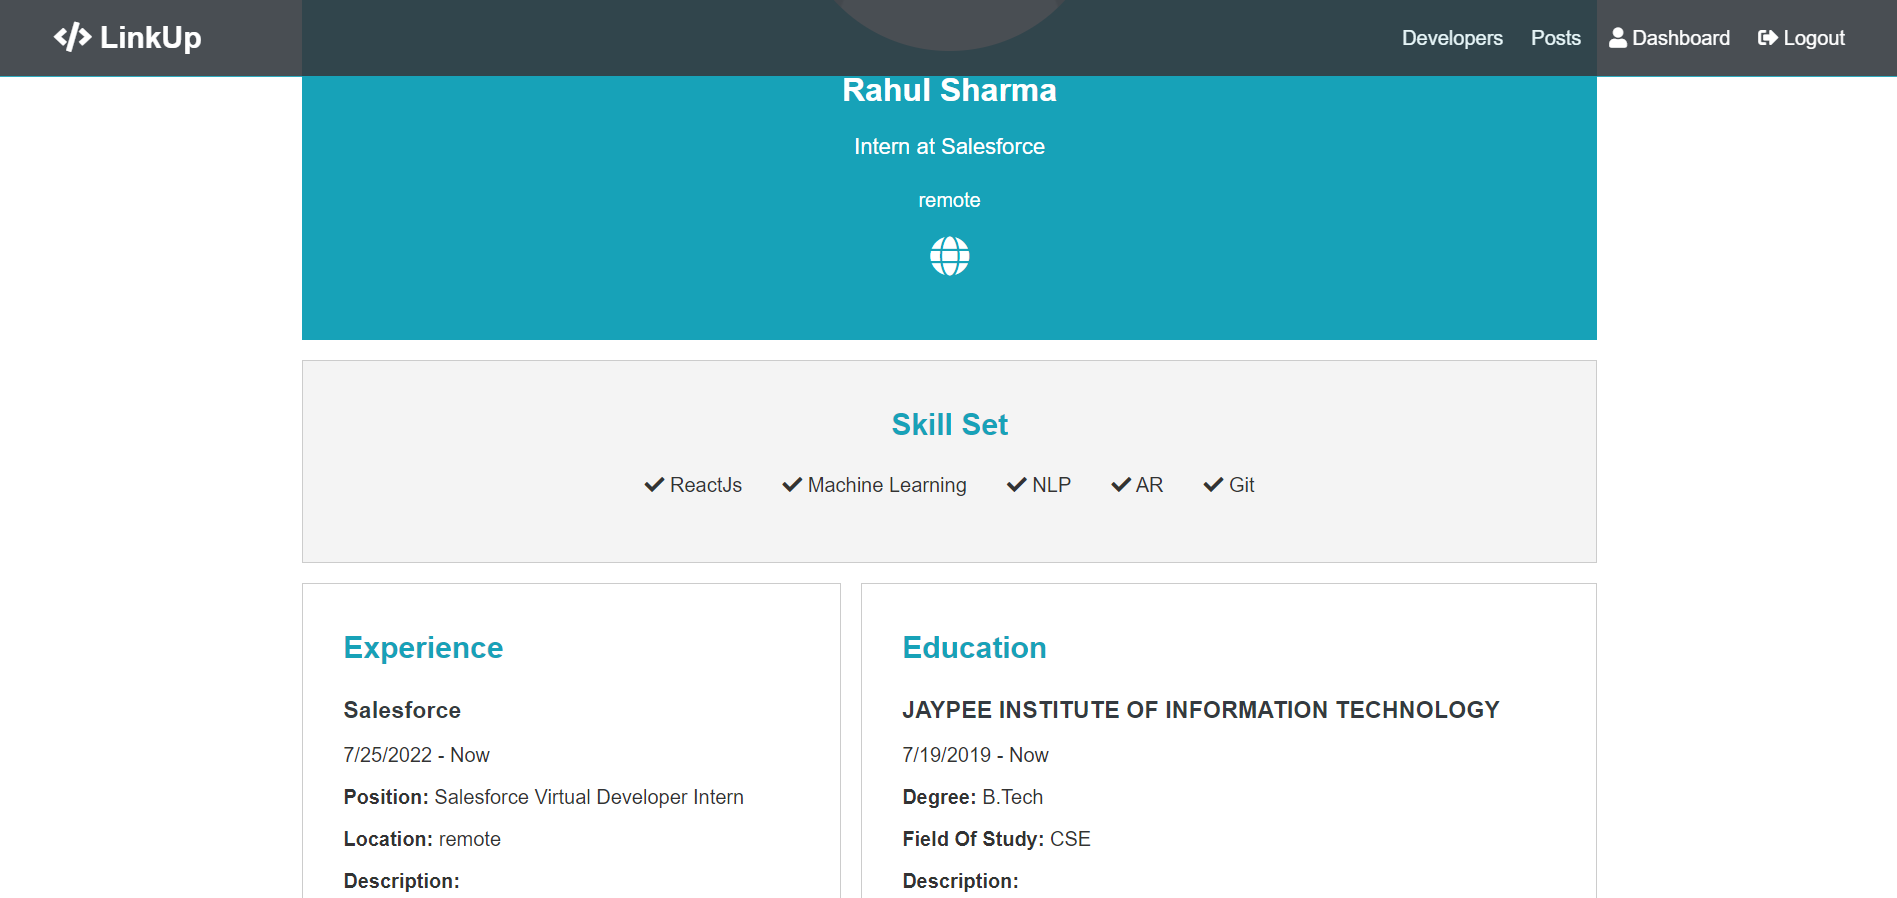 LinkUp Developers Posts Dashboard Logout
Rahul Sharma
Intern at Salesforce
remote
Skill Set
ReactJs Machine Learning NLP AR Git
Experience
Salesforce
7/25/2022 - Now
Position: Salesforce Virtual Developer Intern
Location: remote
Description:
Education
JAYPEE INSTITUTE OF INFORMATION TECHNOLOGY
7/19/2019 - Now
Degree: B.Tech
Field Of Study: CSE
Description: